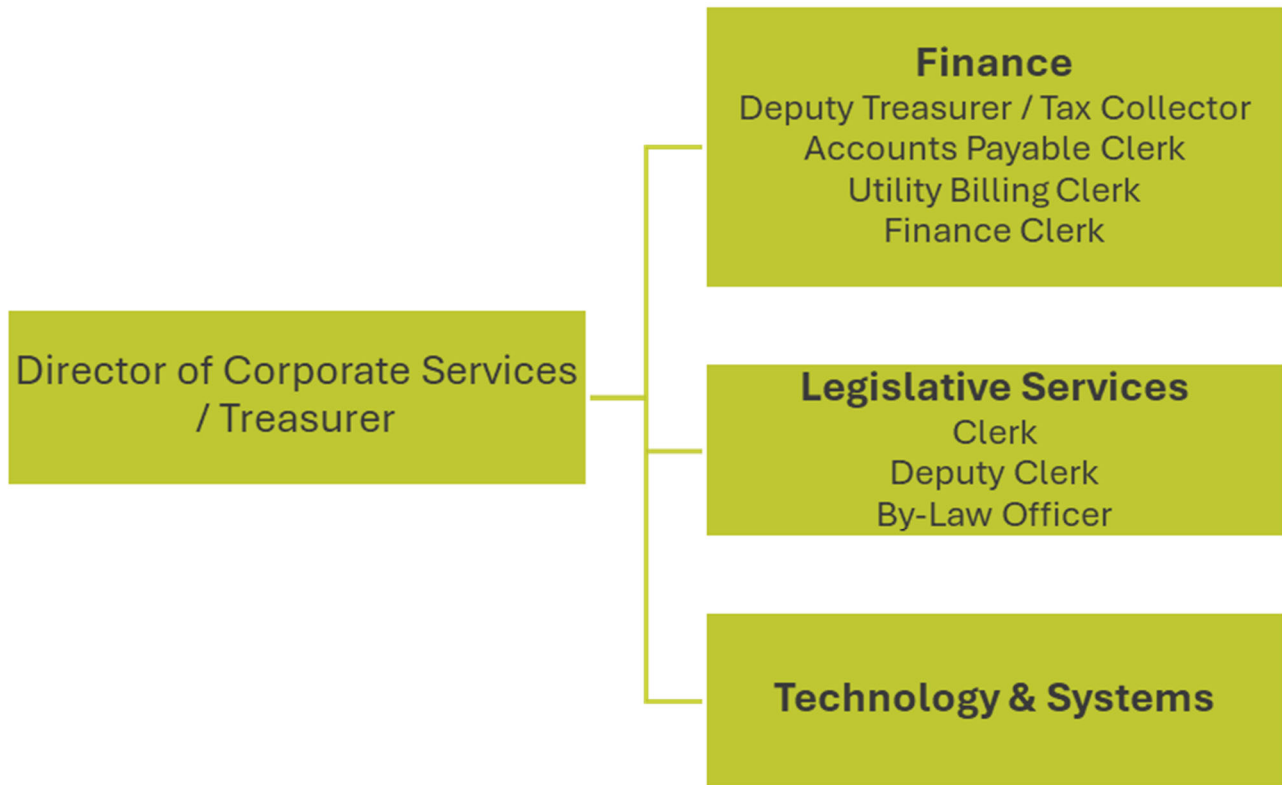 Director of Corporate Services
/ Treasurer
Finance
Deputy Treasurer / Tax Collector
Accounts Payable Clerk
Utility Billing Clerk
Finance Clerk
Legislative Services
Clerk
Deputy Clerk
By-Law Officer
Technology & Systems